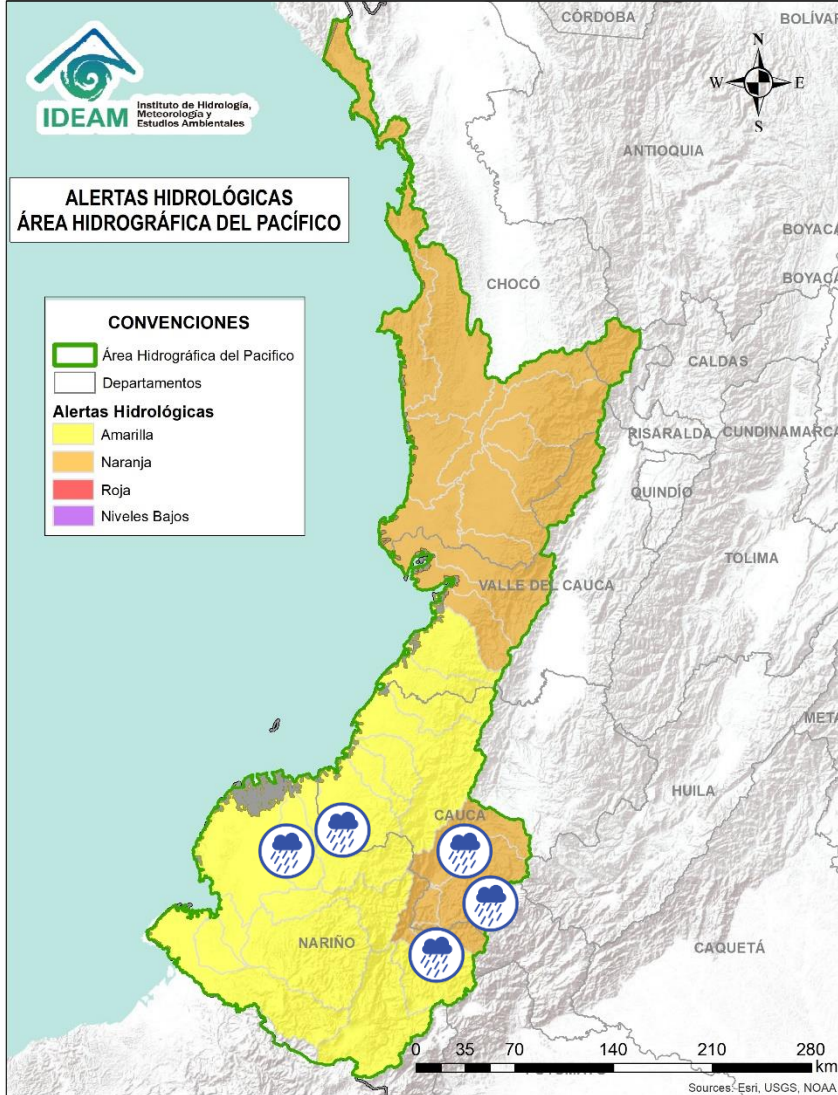 CÓRDOBA
BOLÍVAR
N
W
E
S
IDEAM
Instituto de Hidrología,
Meteorología y
Estudios Ambientales
ANTIOQUIA
ALERTAS HIDROLÓGICAS
ÁREA HIDROGRÁFICA DEL PACÍFICO
BOYACÁ
CHOCÓ
BOYACÁ
CONVENCIONES
Área Hidrográfica del Pacifico
Departamentos
Alertas Hidrológicas
Amarilla
Naranja
Roja
Niveles Bajos
CALDAS
RISARALDA
CUNDINAMARCA
QUINDÍO
TOLIMA
VALLE DEL CAUCA
META
HUILA
CAUCA
NARIÑO
CAQUETÁ
0 35 70 140 210 280
km
Sources: Esri, USGS, NOAA